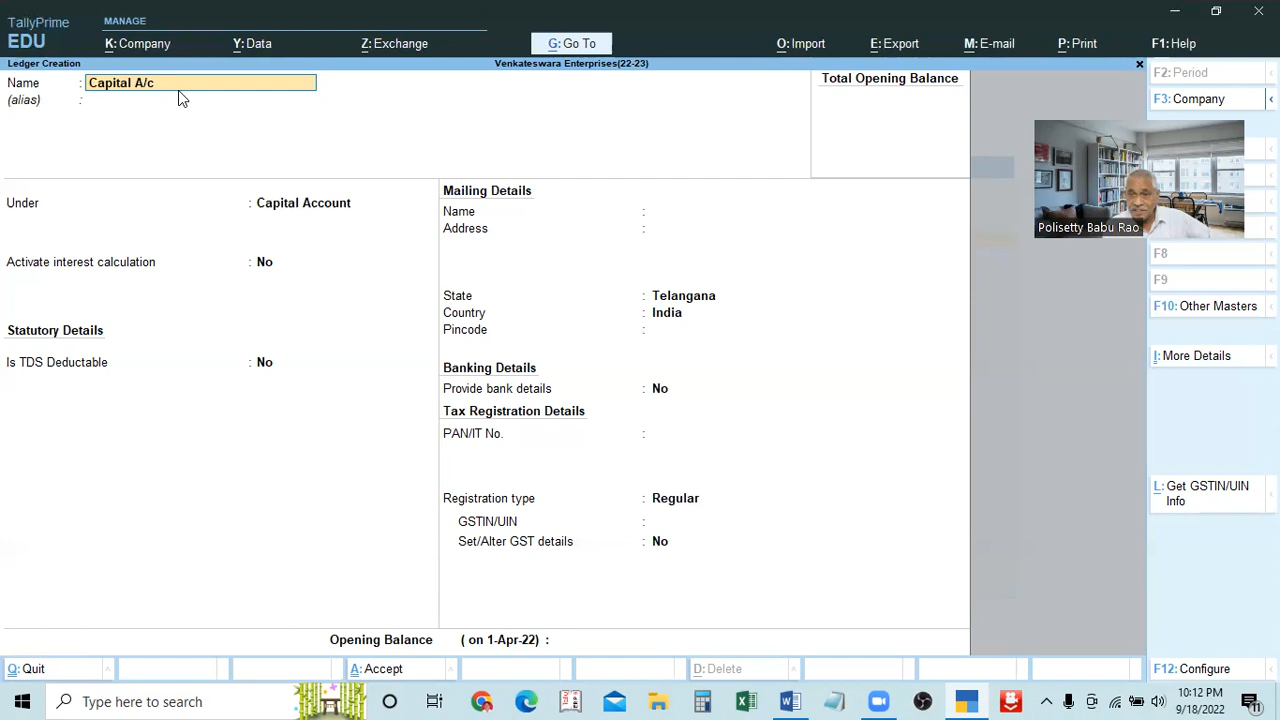 TallyPrime
MANAGE
EDU
K: Company
Y: Data
Z: Exchange
G: Go To
O: Import
E: Export
M: E-mail
P: Print
F1: Help
Ledger Creation
Venkateswara Enterprises(22-23)
Name : Capital A/c
(alias) :
Total Opening Balance
F2: Period
F3: Company
Polisetty Babu Rao
Under : Capital Account
Activate interest calculation : No
Statutory Details
Is TDS Deductable : No
Mailing Details
Name :
Address :
State : Telangana
Country : India
Pincode :
Banking Details
Provide bank details : No
Tax Registration Details
PAN/IT No. :
Registration type : Regular
GSTIN/UIN :
Set/Alter GST details : No
F8
F9
F10: Other Masters
I: More Details
L: Get GSTIN/UIN
Info
Opening Balance ( on 1-Apr-22) :
Q: Quit
A: Accept
D: Delete
F12: Configure
Type here to search
10:12 PM
9/18/2022
11